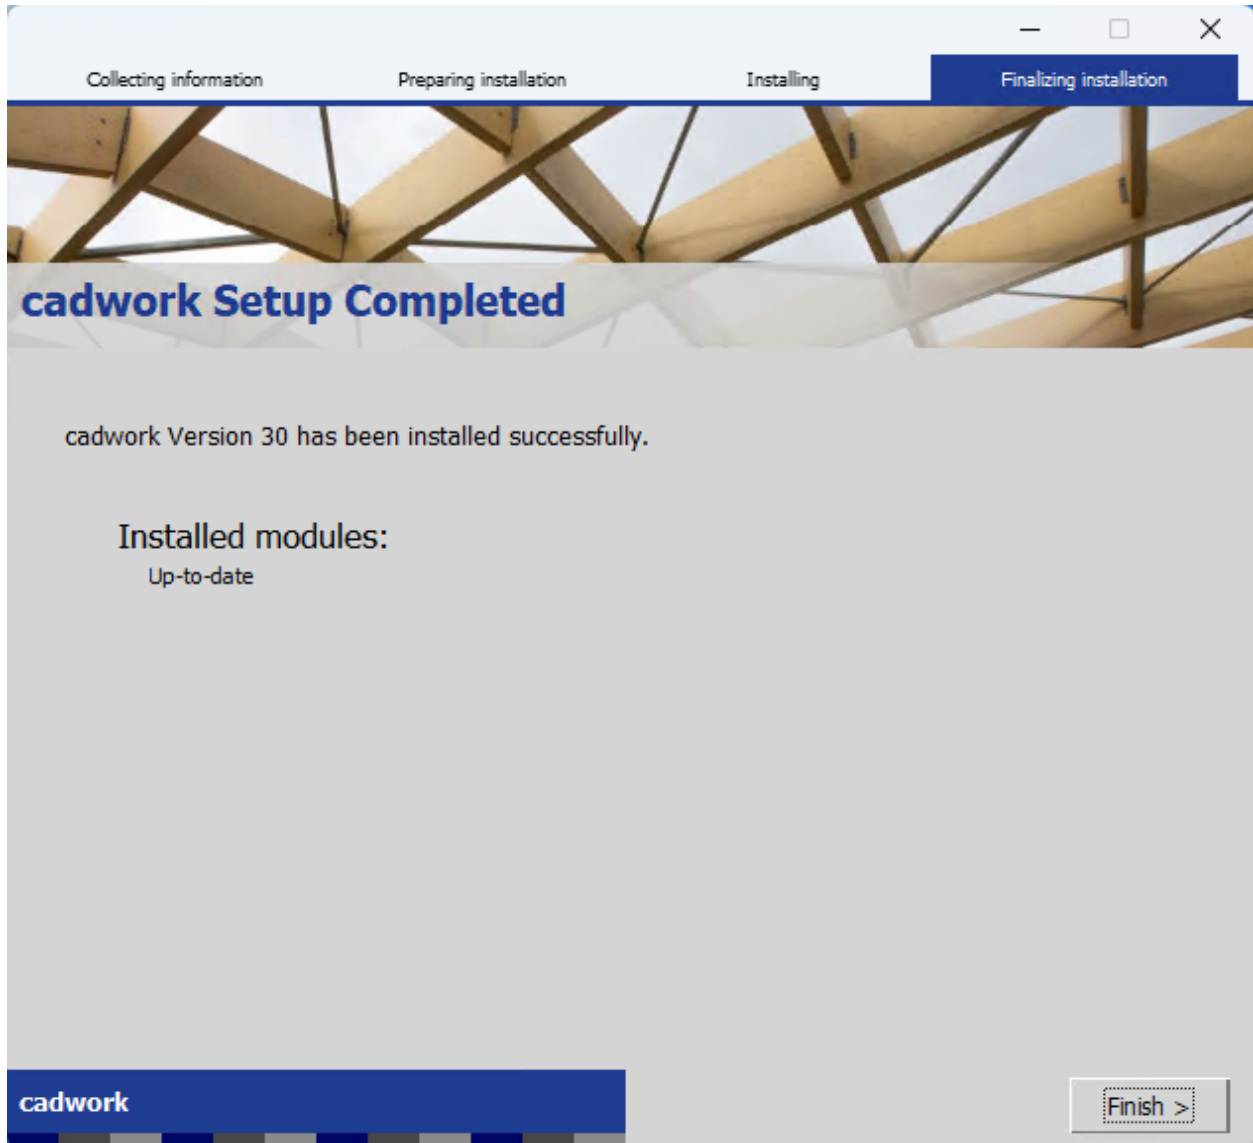 Collecting information
Preparing installation
Installing
Finalizing installation
cadwork Setup Completed
cadwork Version 30 has been installed successfully.
Installed modules:
Up-to-date
cadwork
Finish >